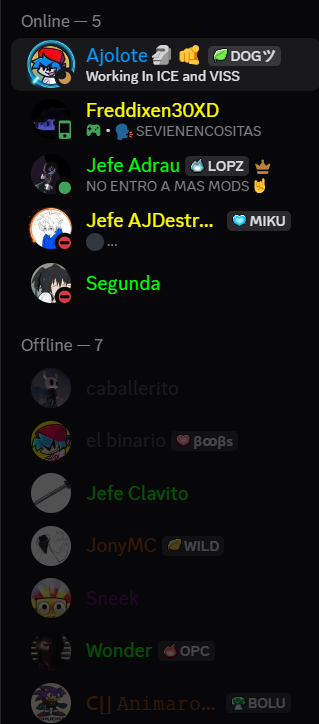 Online — 5
Ajolote🗿🫵 DOGツ
Working In ICE and VISS
Freddixen30XD
🎮 • 🗣 SEVIENENCOSITAS
Jefe Adrau LOPZ
NO ENTRO A MAS MODS🤘
Jefe AJDestr... MIKU
...
Segunda
Offline — 7
caballerito
el binario βꝏβs
Jefe Clavito
JonyMC WILD
Sneek
Wonder OPC
C[] Animaro... BOLU